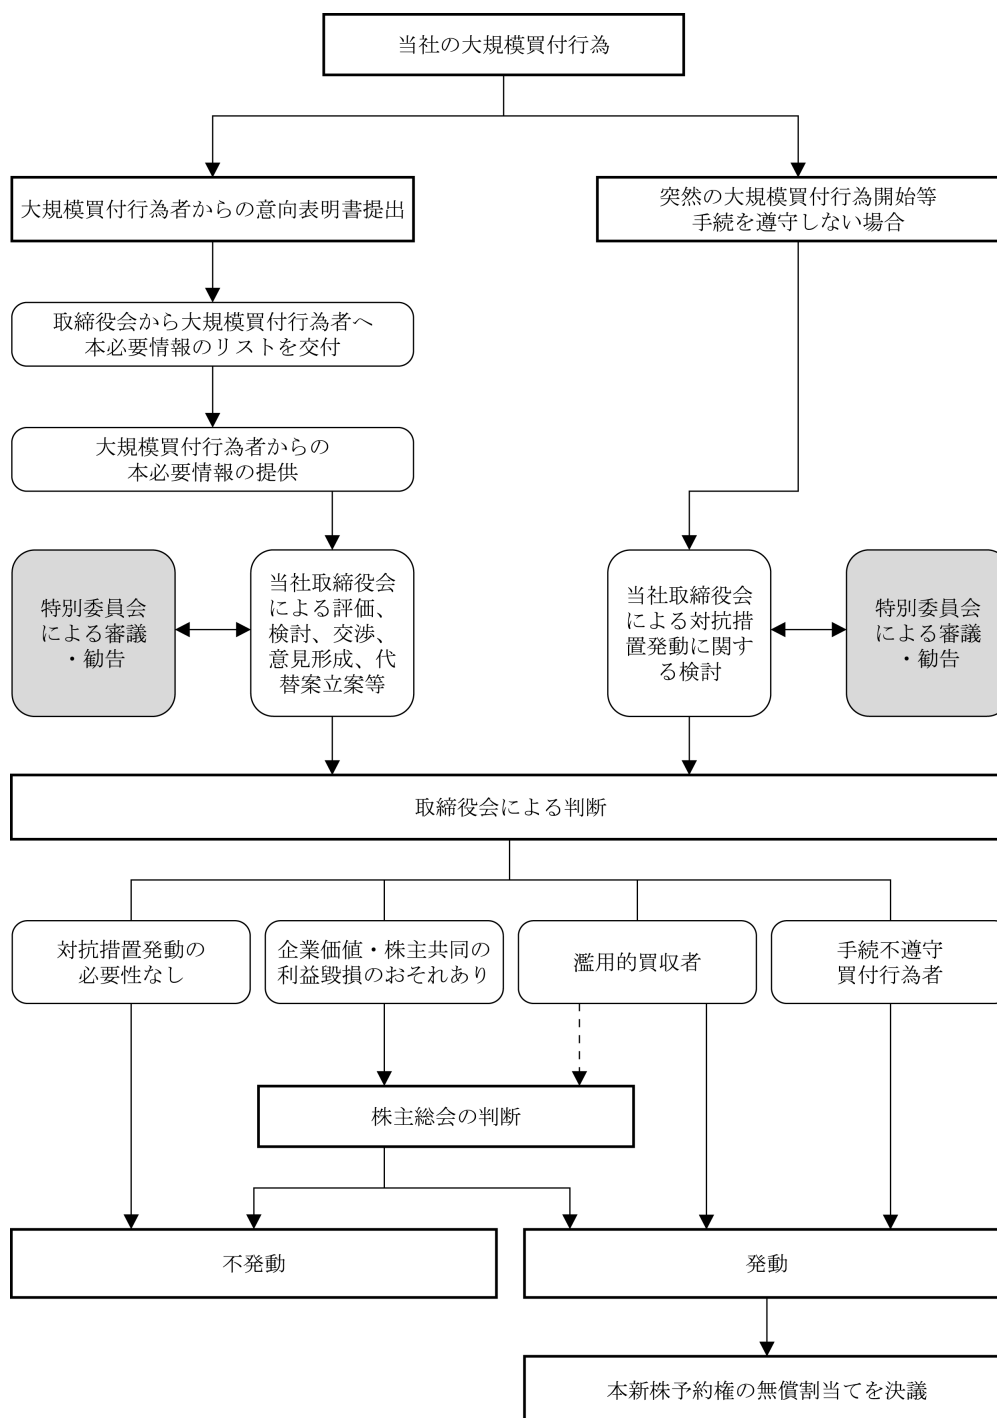 当社の大規模買付行為
大規模買付行為者からの意向表明書提出
突然の大規模買付行為開始等
手続を遵守しない場合
取締役会から大規模買付行為者へ
本必要情報のリストを交付
大規模買付行為者からの
本必要情報の提供
特別委員会
による審議
・勧告
当社取締役会
による評価、
検討、交渉、
意見形成、代
替案立案等
当社取締役会
による対抗措
置発動に関す
る検討
特別委員会
による審議
・勧告
取締役会による判断
対抗措置発動の
必要性なし
企業価値・株主共同の
利益毀損のおそれあり
濫用的買収者
手続不遵守
買付行為者
株主総会の判断
不発動
発動
本新株予約権の無償割当てを決議